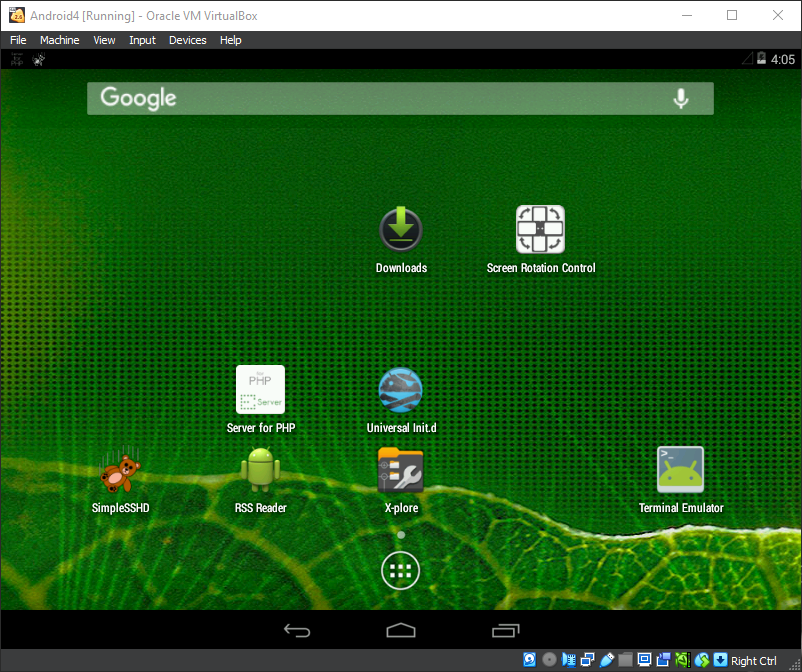 Android4 [Running] - Oracle VM VirtualBox
File Machine View Input Devices Help
4:05
Google
Downloads
Screen Rotation Control
PHP
Server
Server for PHP
Universal Init.d
>_
SimpleSSHD
RSS Reader
X-plore
Terminal Emulator
Right Ctrl